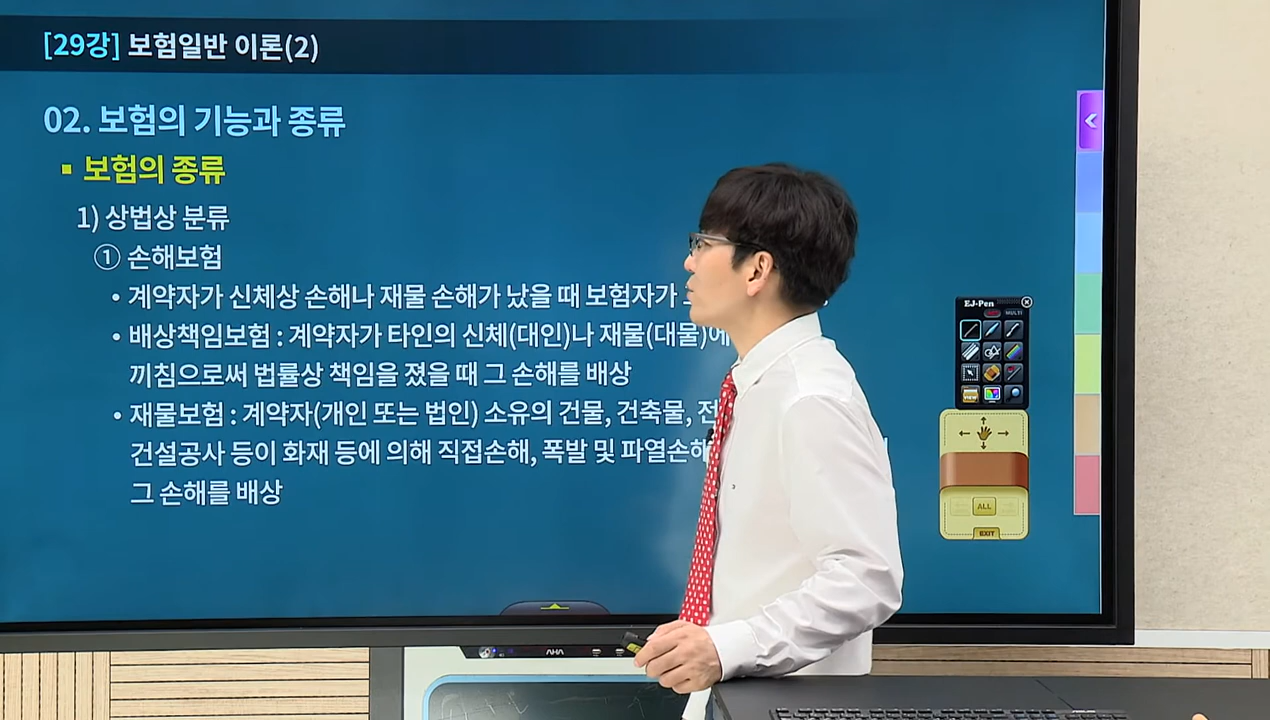 [29강] 보험일반 이론(2)
02. 보험의 기능과 종류
▪ 보험의 종류
1) 상법상 분류
① 손해보험
• 계약자가 신체상 손해나 재물 손해가 났을 때 보험자가
• 배상책임보험 : 계약자가 타인의 신체(대인)나 재물(대물)에
끼침으로써 법률상 책임을 졌을 때 그 손해를 배상
• 재물보험 : 계약자(개인 또는 법인) 소유의 건물, 건축물,
건설공사 등이 화재 등에 의해 직접손해, 폭발 및 파열손해
그 손해를 배상
EJ-Pen
MULTI
VIEW
ALL
EXIT
AHA